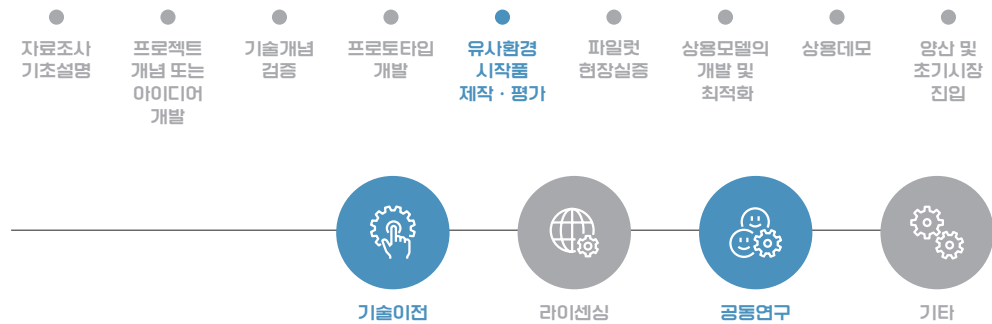 자료조사
기초설명
프로젝트
개념 또는
아이디어
개발
기술개념
검증
프로토타입
개발
유사환경
시작품
제작 · 평가
파일럿
현장실증
상용모델의
개발 및
최적화
상용데모
양산 및
초기시장
진입
기술이전
라이센싱
공동연구
기타